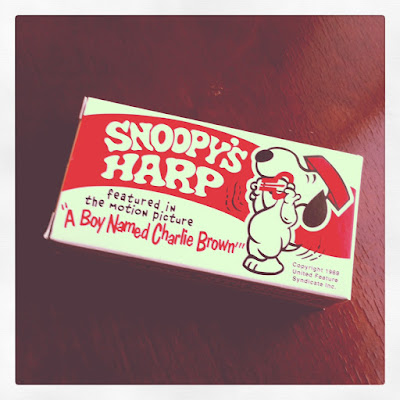 SNOOPY'S
HARP
featured in
the MOTION picture
"A Boy Named Charlie Brown"
Copyright 1969
United Feature
Syndicate Inc.